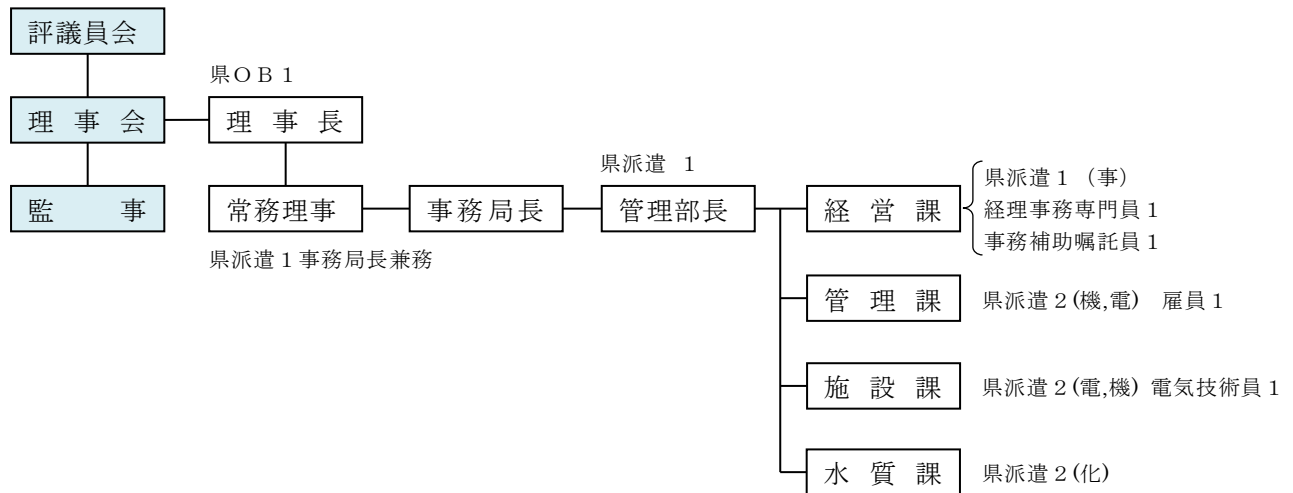 評議員会
県OB1
理 事 会
理 事 長
県派遣 1
監 事
常務理事
事務局長
管理部長
経 営 課
県派遣1 （事）
経理事務専門員1
事務補助嘱託員1
県派遣1事務局長兼務
管 理 課
県派遣2(機,電) 雇員1
施 設 課
県派遣2(電,機) 電気技術員1
水 質 課
県派遣2(化)